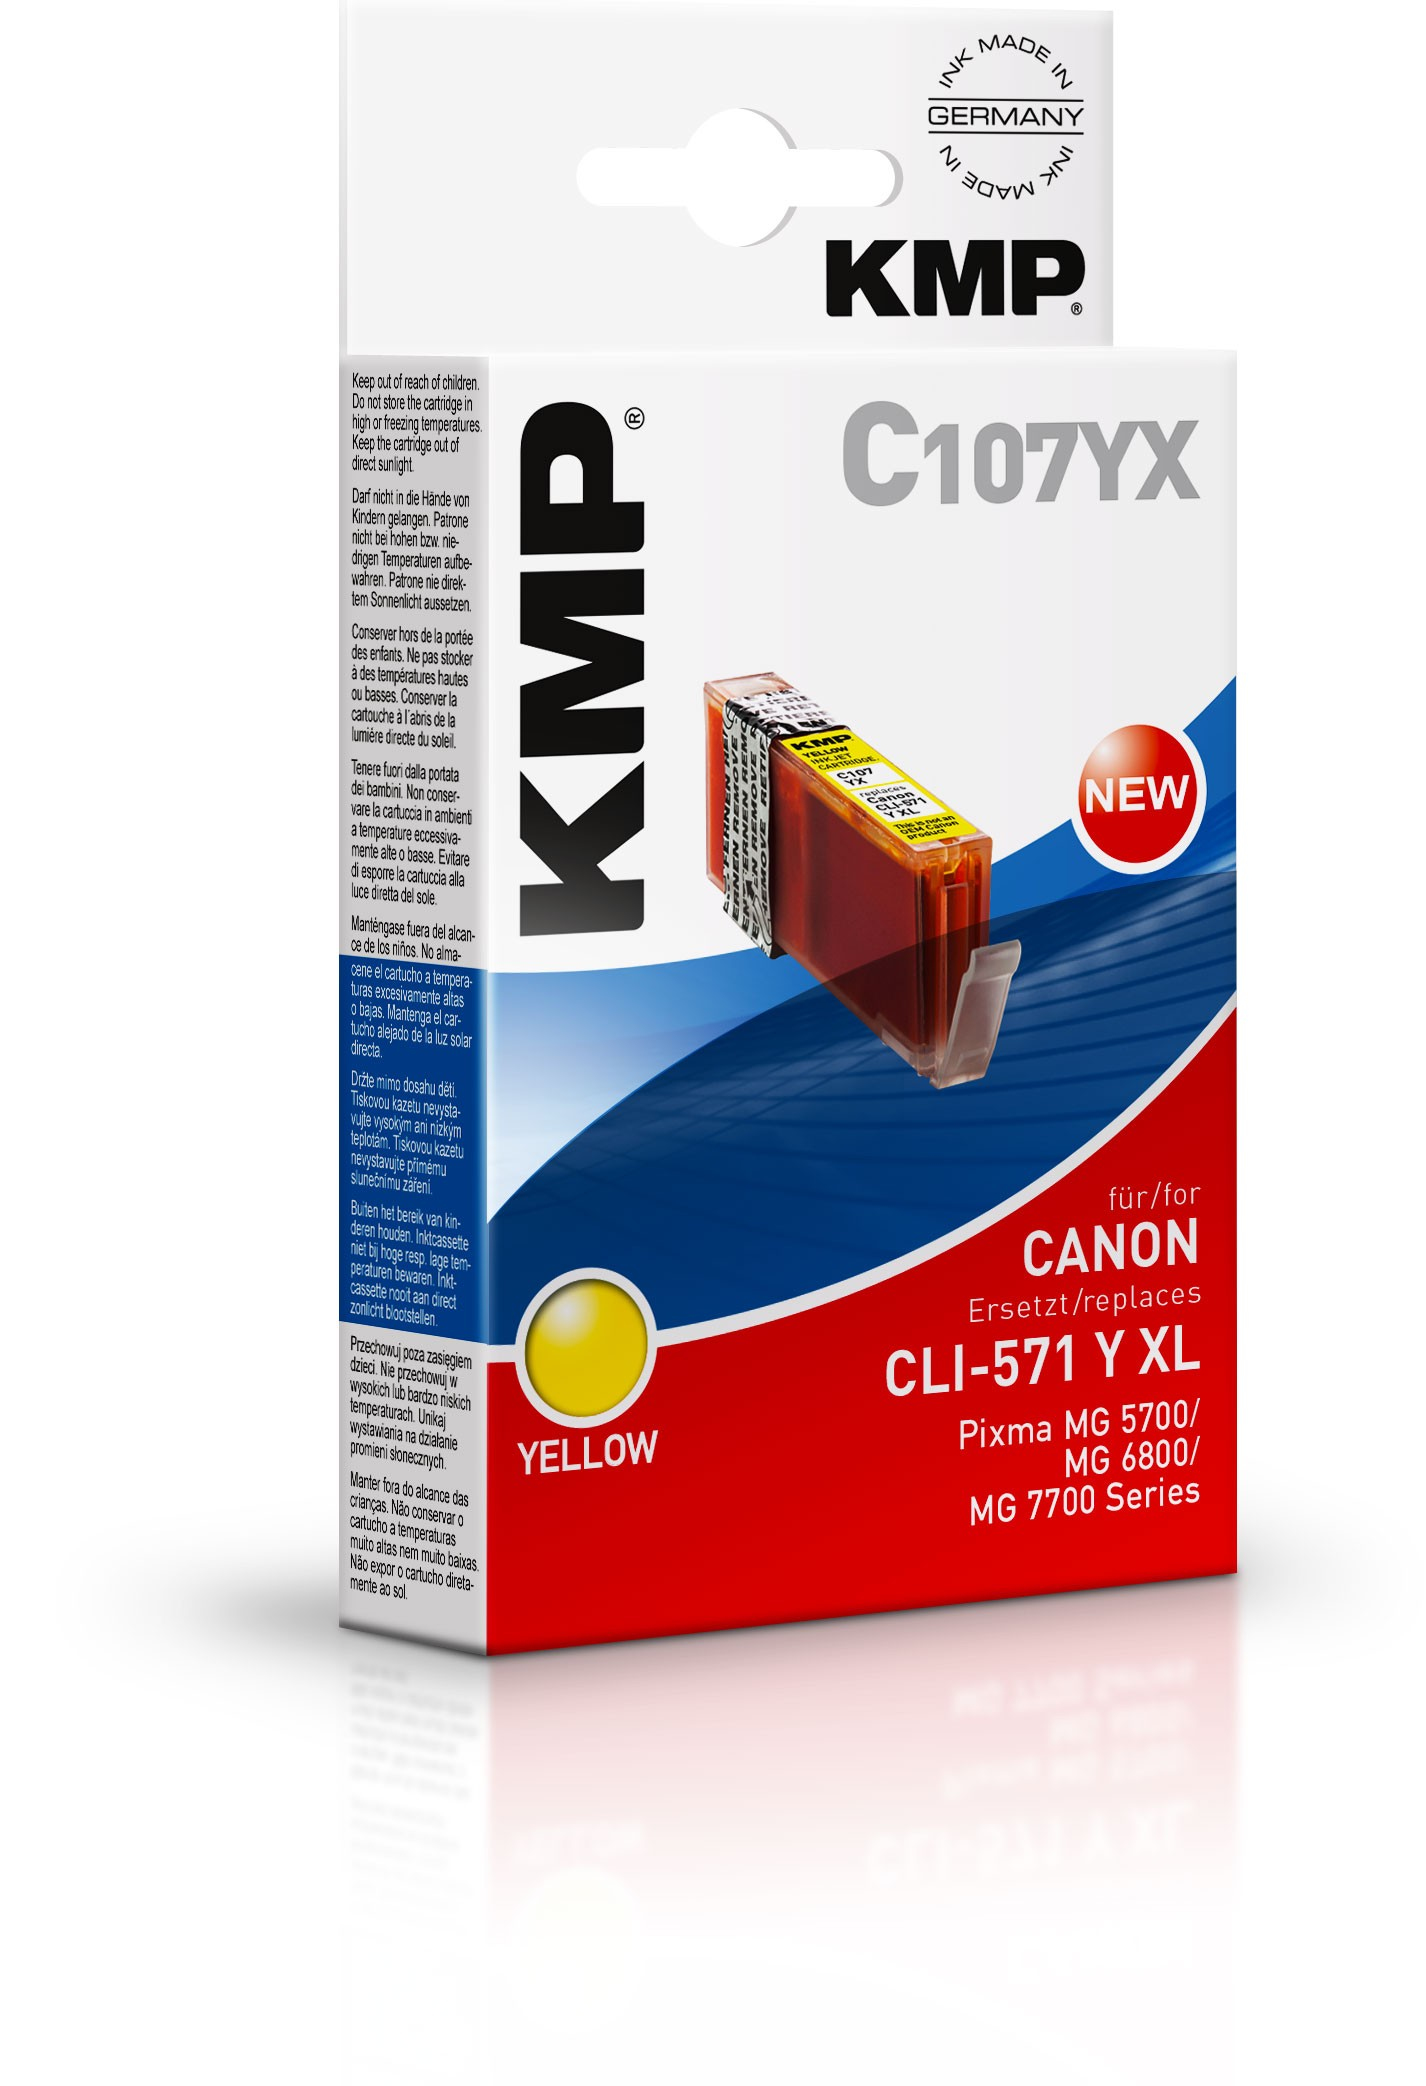 INK MADE IN
GERMANY
INK MADE IN
KMP®
Keep out of reach of children.
Do not store the cartridge in
high or freezing temperatures.
Keep the cartridge out of
direct sunlight.
Darf nicht in die Hände von
Kindern gelangen. Patrone
nicht bei hohen bzw. nie-
drigen Temperaturen aufbe-
wahren. Patrone nie direk-
tem Sonnenlicht aussetzen.
Conserver hors de la portée
des enfants. Ne pas stocker
à des températures hautes
ou basses. Conserver la
cartouche à l'abris de la
lumière directe du soleil.
Tenere fuori dalla portata
dei bambini. Non conser-
vare la cartuccia in ambienti
a temperature eccessiva-
mente alte o basse. Evitare
di esporre la cartuccia alla
luce diretta del sole.
Manténgase fuera del alcan-
ce de los niños. No alma-
cene el cartucho a tempera-
turas excesivamente altas
o bajas. Mantenga el car-
tucho alejado de la luz solar
directa.
Držte mimo dosahu dětí.
Tiskovou kazetu nevysta-
vujte vysokým ani nízkým
teplotám. Tiskovou kazetu
nevystavujte přímému
slunečnímu záření.
Buiten het bereik van kin-
deren houden. Inktcassette
niet bij hoge resp. lage tem-
peraturen bewaren. Inkt-
cassette nooit aan direct
zonlicht blootstellen.
Przechowuj poza zasięgiem
dzieci. Nie przechowuj w
wysokich lub bardzo niskich
temperaturach. Unikaj
wystawiania na działanie
promieni słonecznych.
Manter fora do alcance das
crianças. Não conservar o
cartucho a temperaturas
muito altas nem muito baixas.
Não expor o cartucho direta-
mente ao sol.
KMP®
C107YX
KMP
YELLOW
INKJET
CARTRIDGE.
C107
YX
replaces
Canon
CLI-571
Y XL
This is not an
OEM Canon
product
NEW
für/for
CANON
Ersetzt/replaces
CLI-571 Y XL
Pixma MG 5700/
MG 6800/
MG 7700 Series
YELLOW